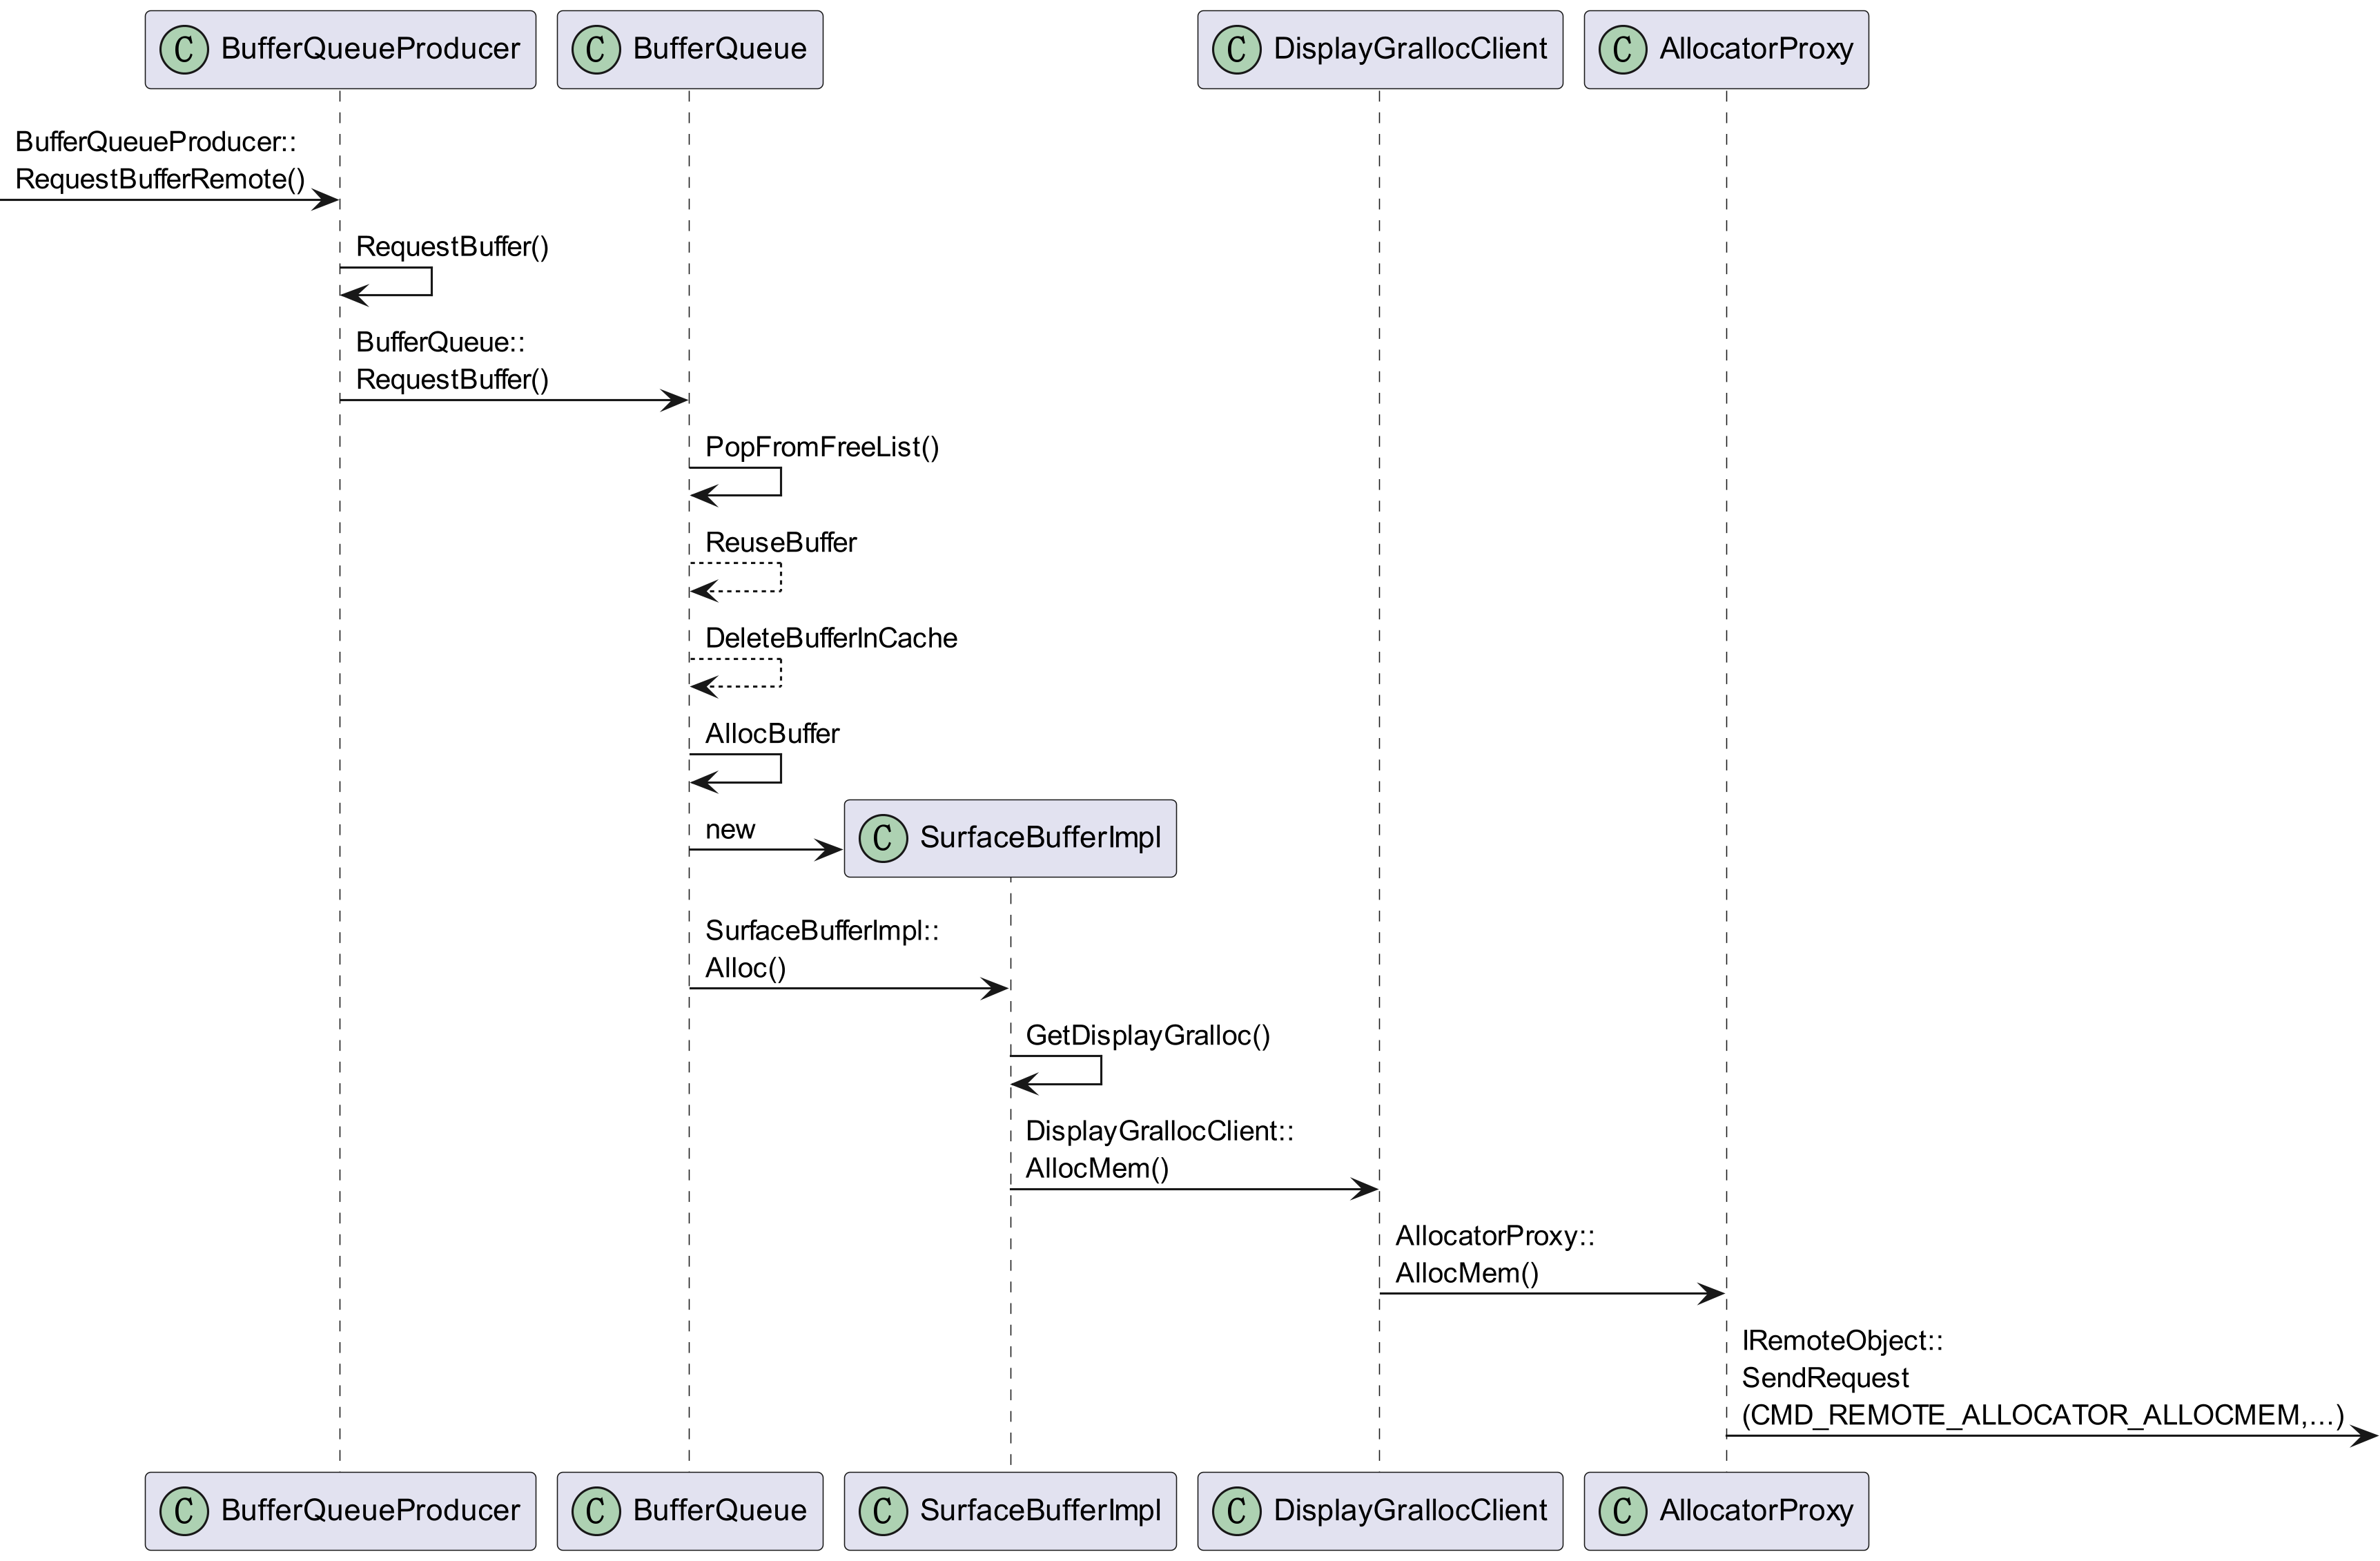 C BufferQueueProducer
C BufferQueue
C DisplayGrallocClient
C AllocatorProxy
BufferQueueProducer::
RequestBufferRemote()
RequestBuffer()
BufferQueue::
RequestBuffer()
PopFromFreeList()
ReuseBuffer
DeleteBufferInCache
AllocBuffer
new
C SurfaceBufferImpl
SurfaceBufferImpl::
Alloc()
GetDisplayGralloc()
DisplayGrallocClient::
AllocMem()
AllocatorProxy::
AllocMem()
IRemoteObject::
SendRequest
(CMD_REMOTE_ALLOCATOR_ALLOCMEM,...)
C BufferQueueProducer
C BufferQueue
C SurfaceBufferImpl
C DisplayGrallocClient
C AllocatorProxy